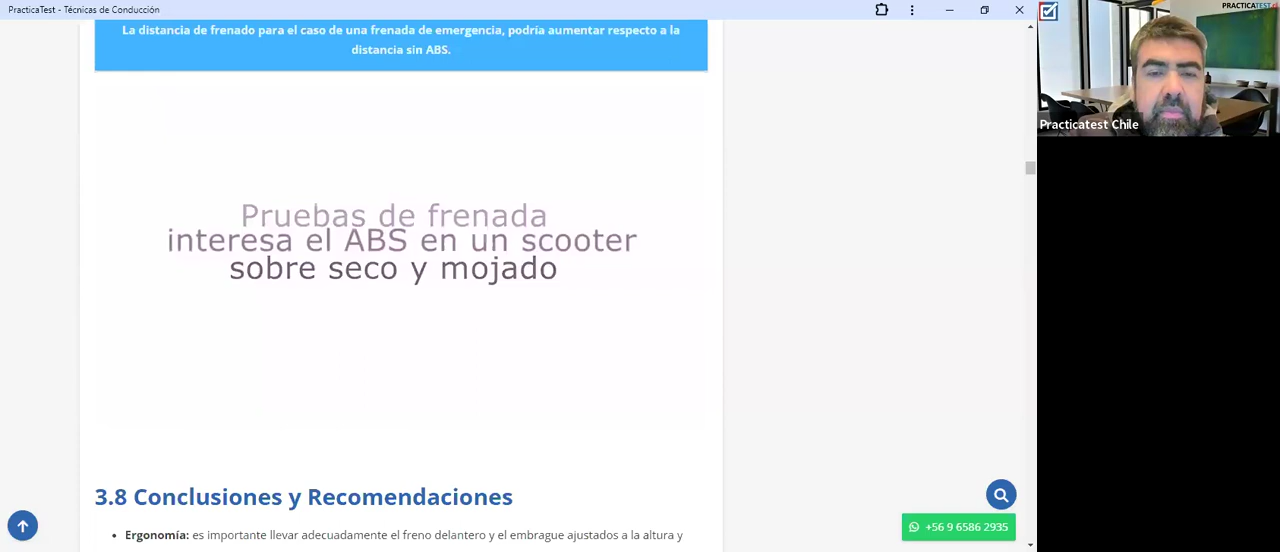 PracticaTest - Técnicas de Conducción
La distancia de frenado para el caso de una frenada de emergencia, podría aumentar respecto a la
distancia sin ABS.
Pruebas de frenada
interesa el ABS en un scooter
sobre seco y mojado
3.8 Conclusiones y Recomendaciones
• Ergonomía: es importante llevar adecuadamente el freno delantero y el embrague ajustados a la altura y
+56 9 6586 2935
PRACTICATEST.cl
Practicatest Chile